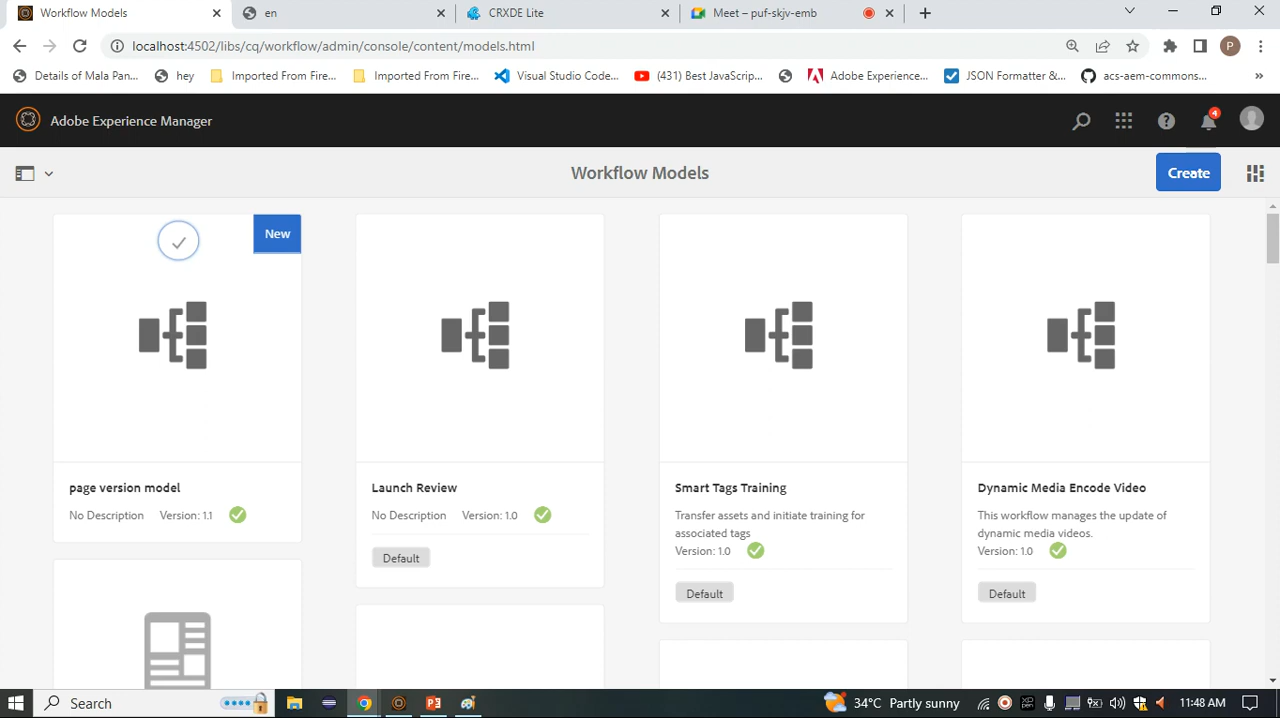 Workflow Models
en
CRXDE Lite
Meet – puf-skjv-emb
localhost:4502/libs/cq/workflow/admin/console/content/models.html
P
Details of Mala Pan...
hey
Imported From Fire...
Imported From Fire...
Visual Studio Code...
(431) Best JavaScrip...
Adobe Experience...
JSON Formatter &...
acs-aem-commons...
»
Adobe Experience Manager
4
Workflow Models
Create
New
page version model
No Description Version: 1.1
Launch Review
No Description Version: 1.0
Default
Smart Tags Training
Transfer assets and initiate training for
associated tags
Version: 1.0
Default
Dynamic Media Encode Video
This workflow manages the update of
dynamic media videos.
Version: 1.0
Default
Search
34°C Partly sunny
11:48 AM